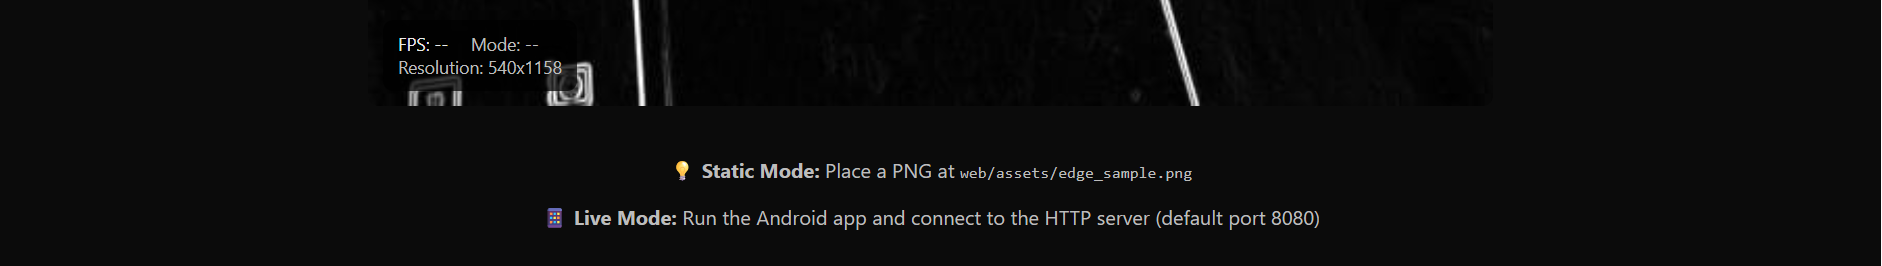 FPS: -- Mode: --
Resolution: 540x1158
💡 Static Mode: Place a PNG at web/assets/edge_sample.png
📱 Live Mode: Run the Android app and connect to the HTTP server (default port 8080)